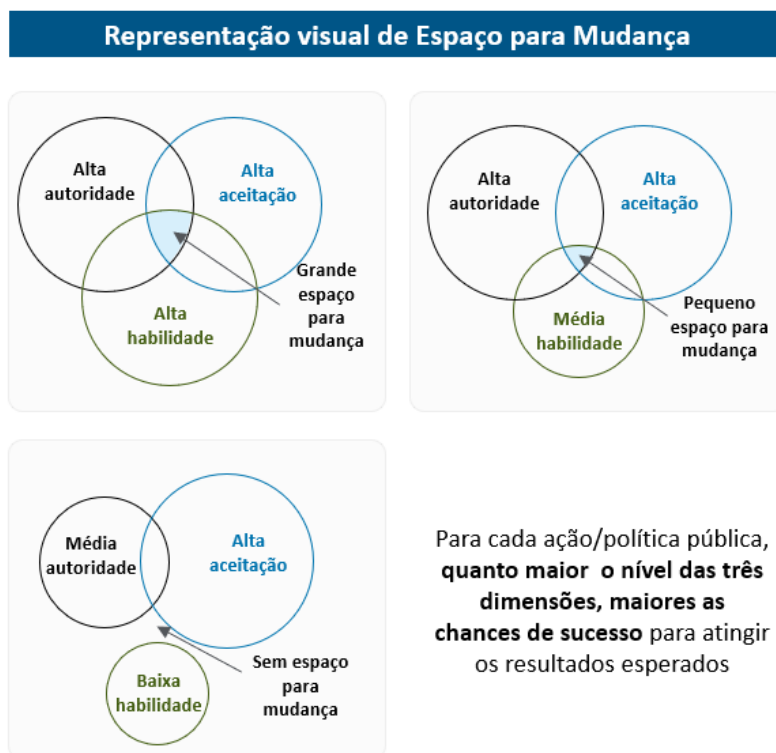 Representação visual de Espaço para Mudança
Alta
autoridade
Alta
aceitação
Alta
habilidade
Grande
espaço
para
mudança
Alta
autoridade
Alta
aceitação
Média
habilidade
Pequeno
espaço para
mudança
Média
autoridade
Alta
aceitação
Baixa
habilidade
Sem espaço
para
mudança
Para cada ação/política pública,
quanto maior o nível das três
dimensões, maiores as
chances de sucesso para atingir
os resultados esperados